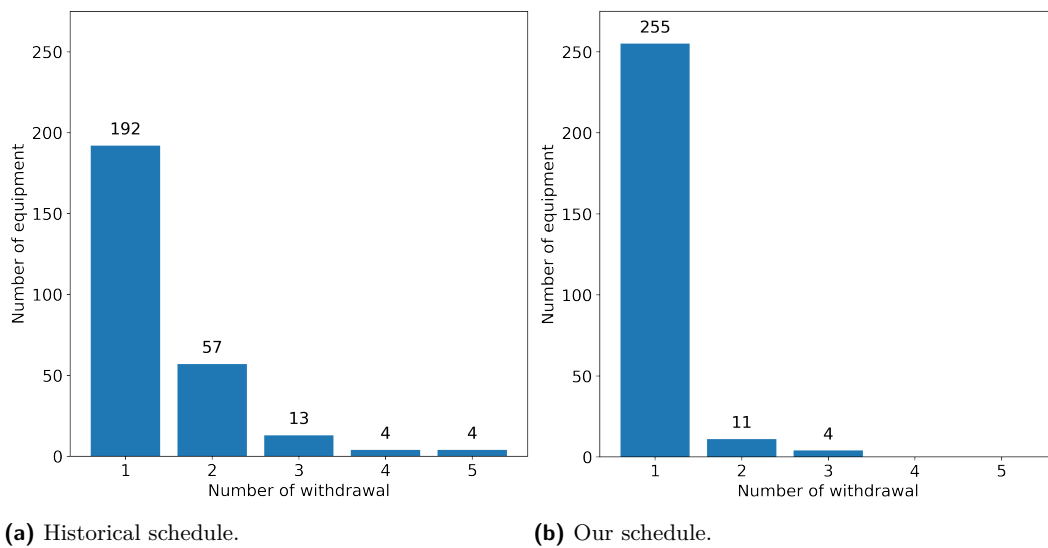 250
200
150
100
50
0
Number of equipment
192
57
13
4
4
1 2 3 4 5
Number of withdrawal
(a) Historical schedule.
250
200
150
100
50
0
Number of equipment
255
11
4
1 2 3 4 5
Number of withdrawal
(b) Our schedule.